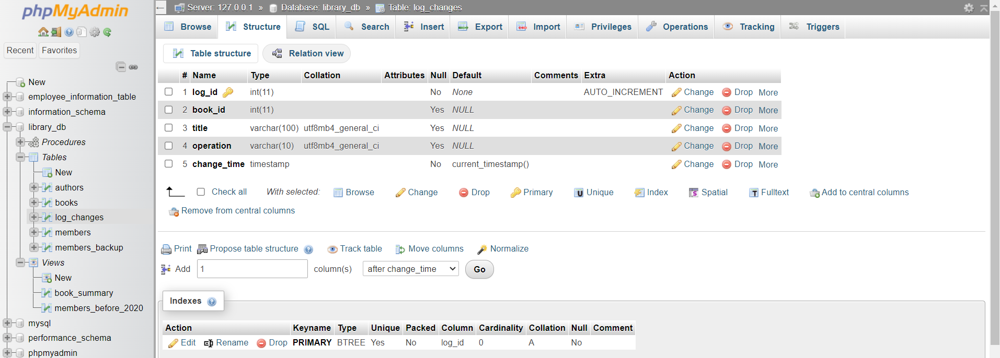 phpMyAdmin
Recent Favorites
New
employee_information_table
information_schema
library_db
Procedures
Tables
New
authors
books
log_changes
members
members_backup
Views
New
book_summary
members_before_2020
mysql
performance_schema
phpmyadmin
← Server: 127.0.0.1 » Database: library_db » Table: log_changes
Browse Structure SQL Search Insert Export Import Privileges Operations Tracking Triggers
Table structure Relation view
# Name Type Collation Attributes Null Default Comments Extra Action
1 log_id int(11) No None AUTO_INCREMENT Change Drop More
2 book_id int(11) Yes NULL Change Drop More
3 title varchar(100) utf8mb4_general_ci Yes NULL Change Drop More
4 operation varchar(10) utf8mb4_general_ci Yes NULL Change Drop More
5 change_time timestamp No current_timestamp() Change Drop More
Check all With selected: Browse Change Drop Primary Unique Index Spatial Fulltext Add to central columns
Remove from central columns
Print Propose table structure Track table Move columns Normalize
Add 1 column(s) after change_time Go
Indexes
Action Keyname Type Unique Packed Column Cardinality Collation Null Comment
Edit Rename Drop PRIMARY BTREE Yes No log_id 0 A No